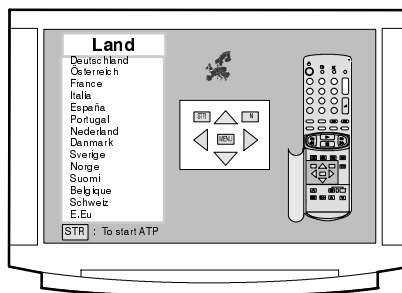 Land
Deutschland
Österreich
France
Italia
España
Portugal
Nederland
Danmark
Sverige
Norge
Suomi
Belgique
Schweiz
E.Eu
STR : To start ATP
STR
N
MENU